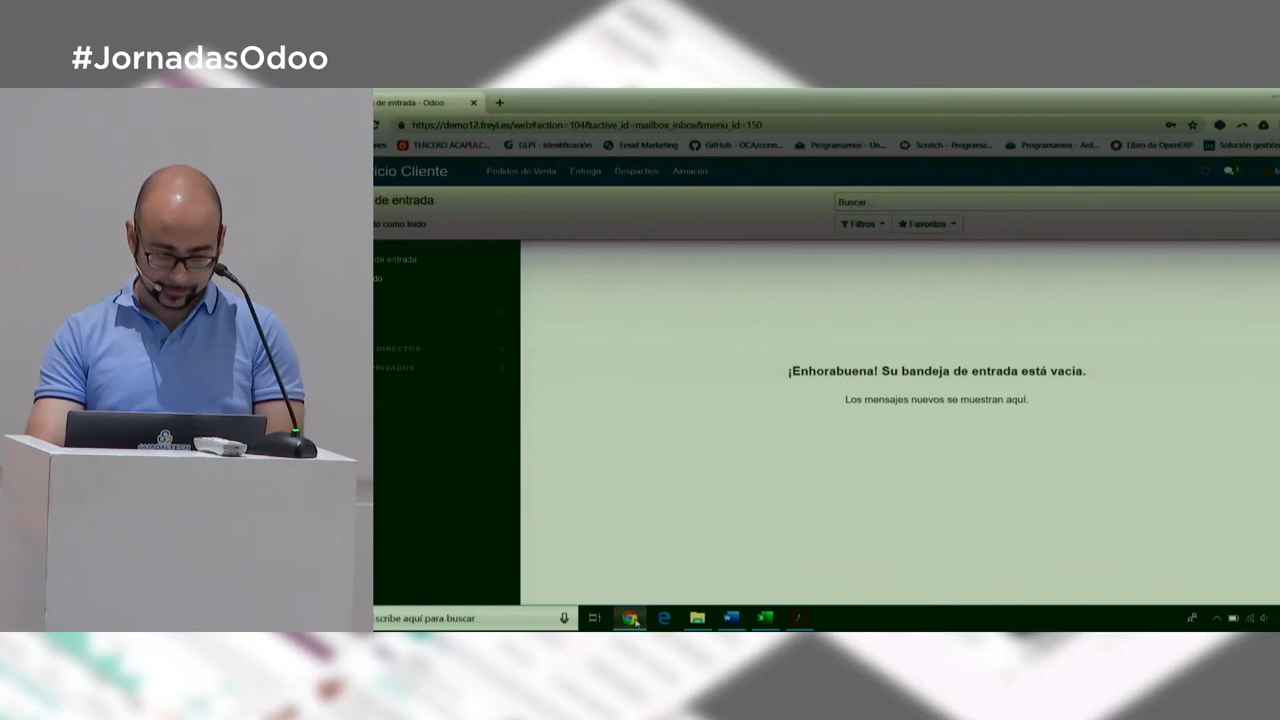 #JornadasOdoo
de entrada - Odoo
https://demo12.freyi.es/web#action=104&active_id=mailbox_inbox&menu_id=150
TERCERO ACAPULC... GLPI - Identificación Email Marketing GitHub - OCA/conn... Programamos - Un... Scratch - Programa... Programamos - Ard... Libro de OpenERP Solución gestión
icio Cliente Pedidos de Venta Entrega Despachos Almacén
de entrada
Buscar...
do como leído
Filtros Favoritos
de entrada
do
DIRECTOS
PRIVADOS
¡Enhorabuena! Su bandeja de entrada está vacía.
Los mensajes nuevos se muestran aquí.
GUADALTECH
scribe aquí para buscar